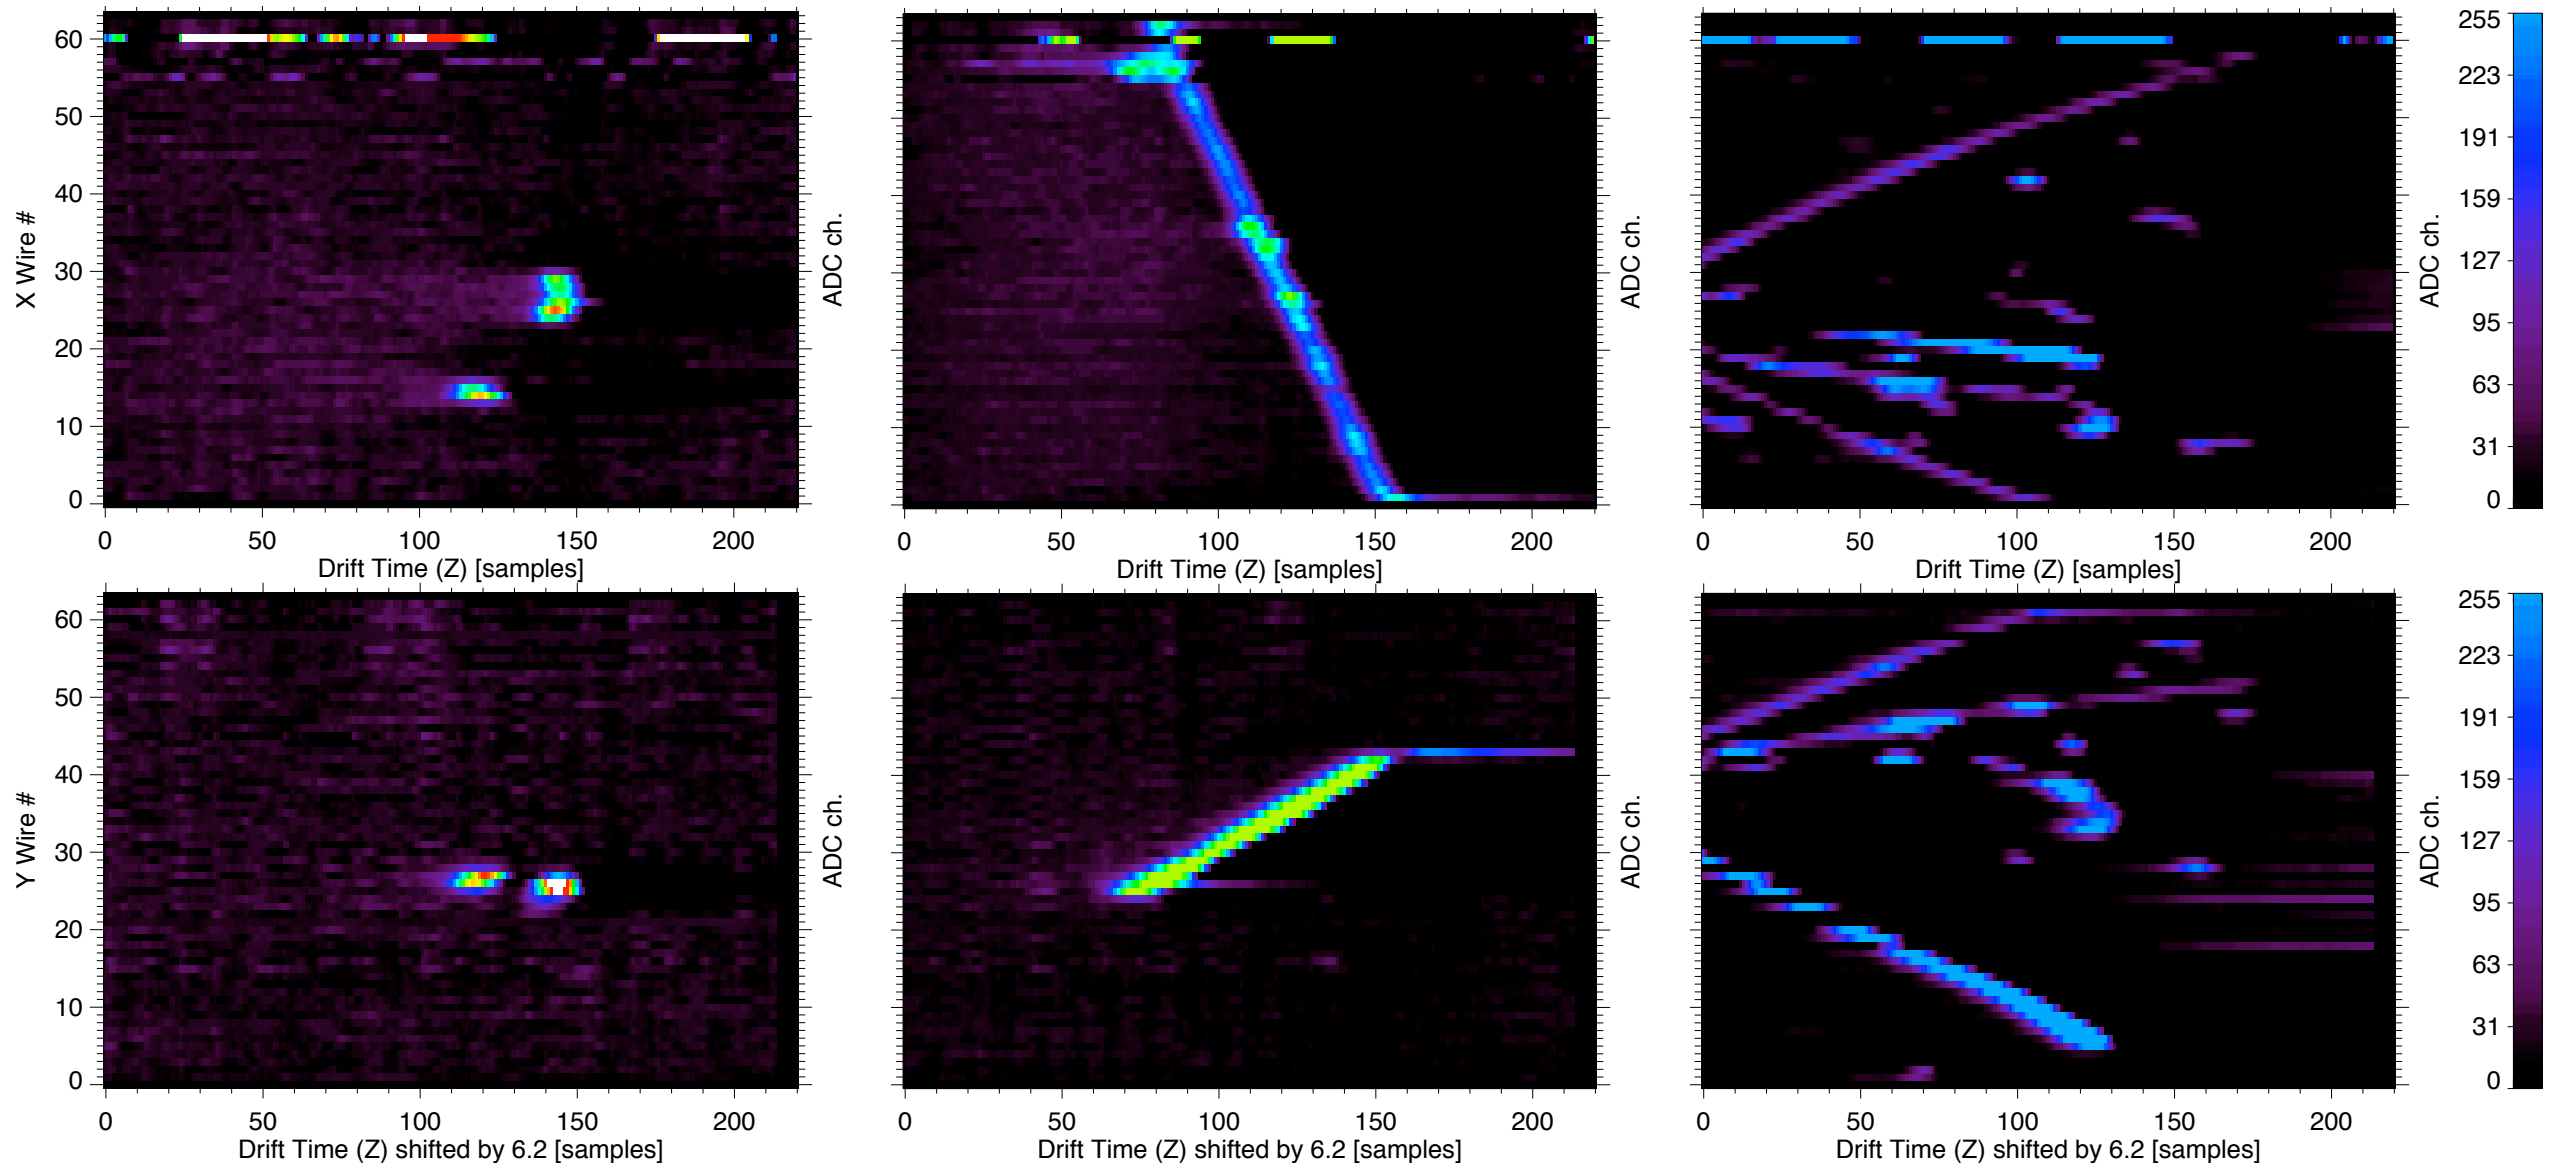 60
50
40
30
20
10
0
X Wire #
0 50 100 150 200
Drift Time (Z) [samples]
ADC ch.
0 50 100 150 200
Drift Time (Z) [samples]
ADC ch.
0 50 100 150 200
Drift Time (Z) [samples]
ADC ch.
255
223
191
159
127
95
63
31
0
60
50
40
30
20
10
0
Y Wire #
0 50 100 150 200
Drift Time (Z) shifted by 6.2 [samples]
ADC ch.
0 50 100 150 200
Drift Time (Z) shifted by 6.2 [samples]
ADC ch.
0 50 100 150 200
Drift Time (Z) shifted by 6.2 [samples]
ADC ch.
255
223
191
159
127
95
63
31
0